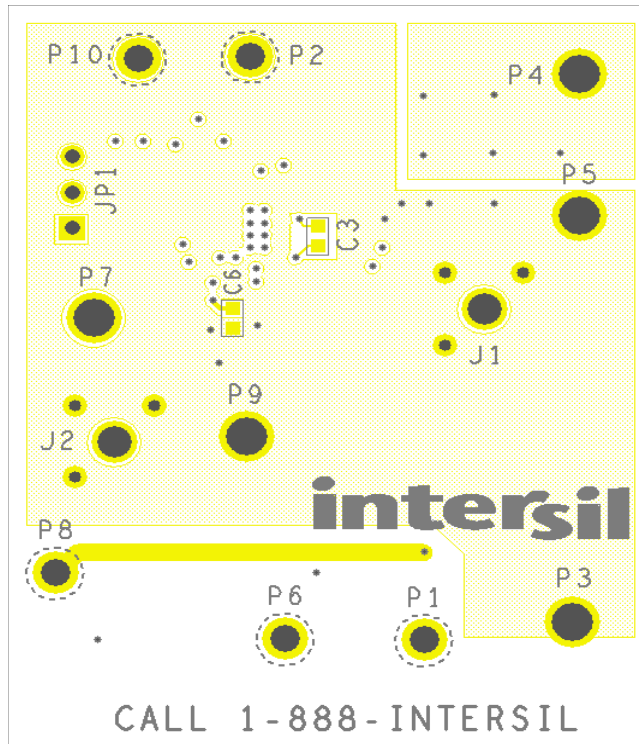 P10
P2
P4
JP1
P5
C3
P7
C6
J1
P9
J2
intersil
P8
P3
P6
P1
CALL 1-888-INTERSIL